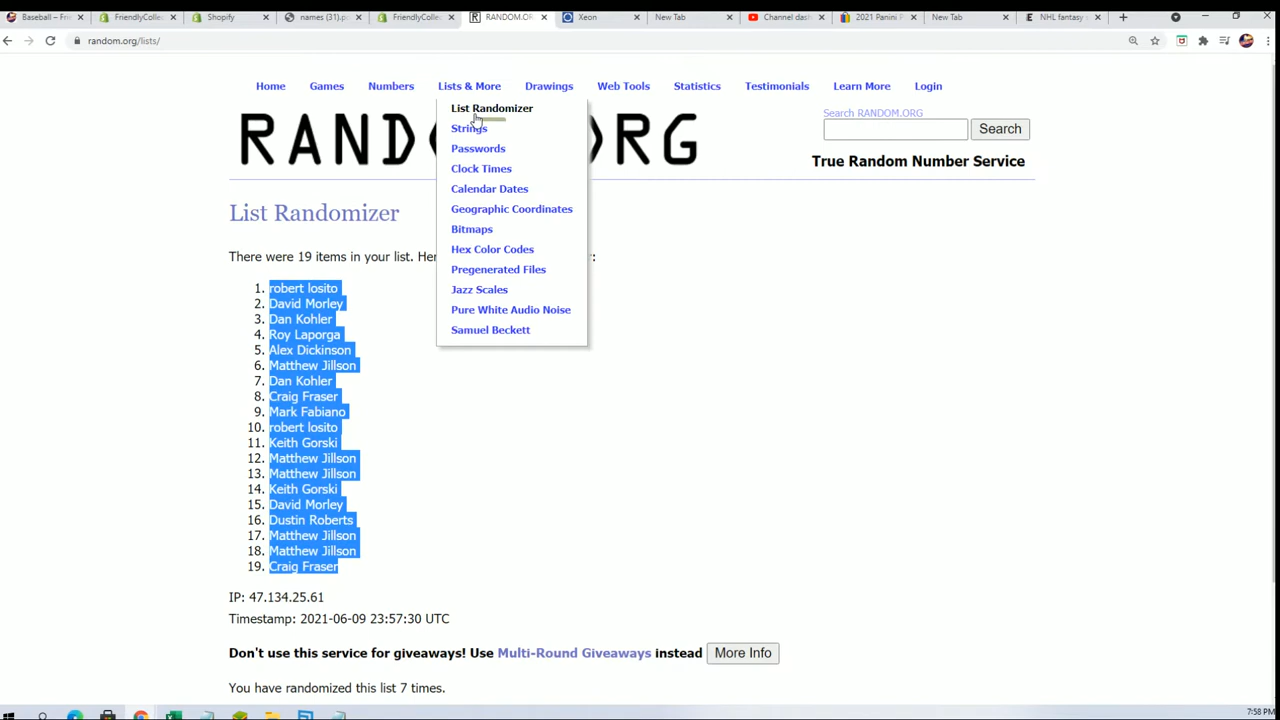 Baseball – Fri
FriendlyColle
Shopify
names (31).p
FriendlyColle
RANDOM.OR
Xeon
New Tab
Channel dash
2021 Panini P
New Tab
NHL fantasy
random.org/lists/
Home Games Numbers Lists & More Drawings Web Tools Statistics Testimonials Learn More Login
List Randomizer
Strings
Passwords
Clock Times
Calendar Dates
Geographic Coordinates
Bitmaps
Hex Color Codes
Pregenerated Files
Jazz Scales
Pure White Audio Noise
Samuel Beckett
Search RANDOM.ORG
Search
RAND RG
True Random Number Service
List Randomizer
There were 19 items in your list. Her :
1. robert losito
2. David Morley
3. Dan Kohler
4. Roy Laporga
5. Alex Dickinson
6. Matthew Jillson
7. Dan Kohler
8. Craig Fraser
9. Mark Fabiano
10. robert losito
11. Keith Gorski
12. Matthew Jillson
13. Matthew Jillson
14. Keith Gorski
15. David Morley
16. Dustin Roberts
17. Matthew Jillson
18. Matthew Jillson
19. Craig Fraser
IP: 47.134.25.61
Timestamp: 2021-06-09 23:57:30 UTC
Don't use this service for giveaways! Use Multi-Round Giveaways instead More Info
You have randomized this list 7 times.
7:58 PM